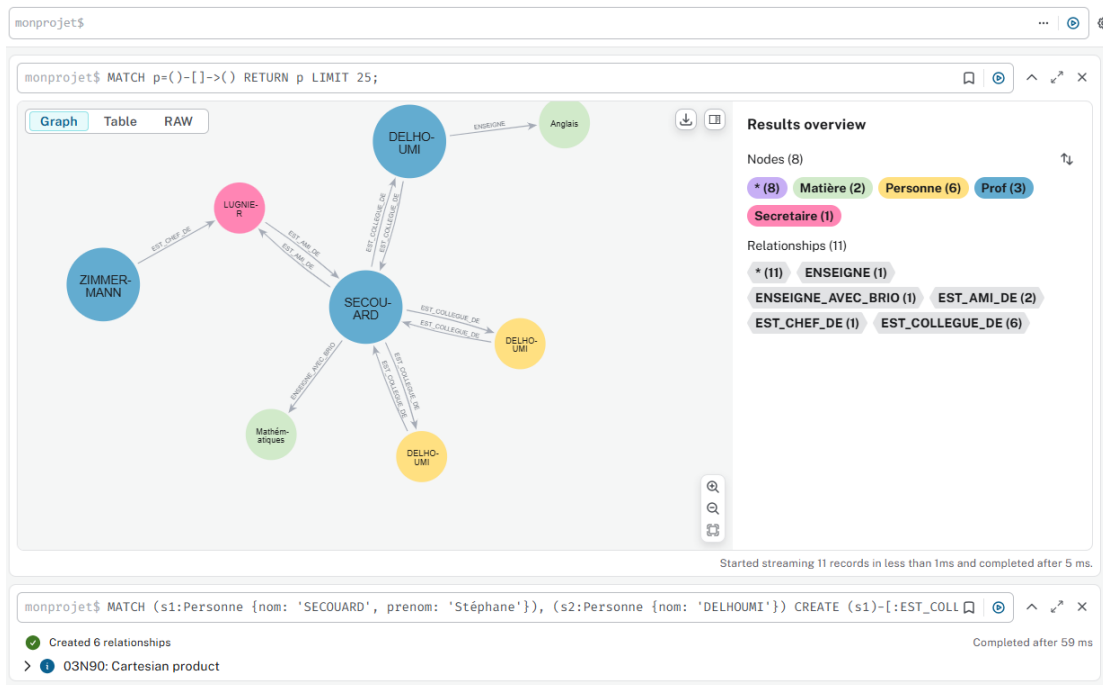 monprojet$
monprojet$ MATCH p=()-[]->() RETURN p LIMIT 25;
Graph Table RAW
DELHO-
UMI
ENSEIGNE
Anglais
LUGNIE-
R
EST_CHEF_DE
EST_AMI_DE
EST_AMI_DE
EST_COLLEGUE_DE
EST_COLLEGUE_DE
ZIMMER-
MANN
SECOU-
ARD
EST_COLLEGUE_DE
EST_COLLEGUE_DE
DELHO-
UMI
ENSEIGNE_AVEC_BRIO
EST_COLLEGUE_DE
EST_COLLEGUE_DE
Mathém-
atiques
DELHO-
UMI
Results overview
Nodes (8)
* (8) Matière (2) Personne (6) Prof (3)
Secretaire (1)
Relationships (11)
* (11) ENSEIGNE (1)
ENSEIGNE_AVEC_BRIO (1) EST_AMI_DE (2)
EST_CHEF_DE (1) EST_COLLEGUE_DE (6)
Started streaming 11 records in less than 1ms and completed after 5 ms.
monprojet$ MATCH (s1:Personne {nom: 'SECOUARD', prenom: 'Stéphane'}), (s2:Personne {nom: 'DELHOUMI'}) CREATE (s1)-[:EST_COLL
Created 6 relationships
Completed after 59 ms
03N90: Cartesian product